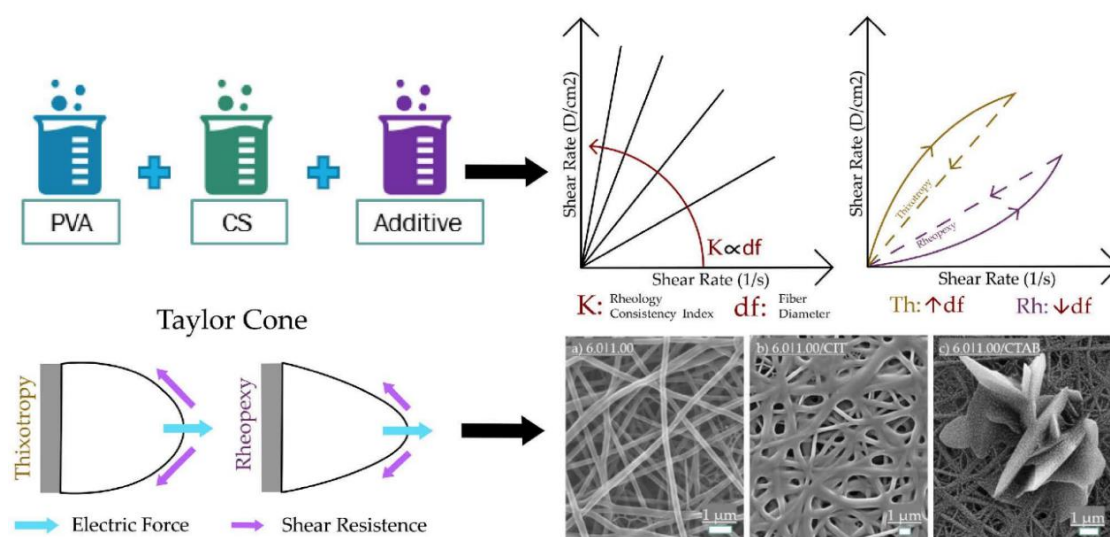 PVA
CS
Additive
Shear Rate (D/cm2)
K∝df
Shear Rate (1/s)
K: Rheology Consistency Index
df: Fiber Diameter
Shear Rate (D/cm2)
Thixotropy
Rheopexy
Shear Rate (1/s)
Th: ↑df
Rh: ↓df
Taylor Cone
Thixotropy
Rheopexy
Electric Force
Shear Resistence
a) 6.0|1.00
1 µm
b) 6.0|1.00/CIT
1 µm
c) 6.0|1.00/CTAB
1 µm